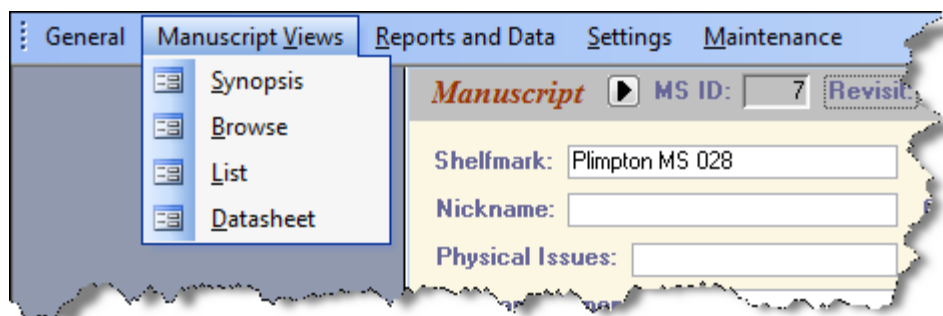 General Manuscript Views Reports and Data Settings Maintenance
Synopsis
Browse
List
Datasheet
Manuscript MS ID: 7 Revisit:
Shelfmark: Plimpton MS 028
Nickname:
Physical Issues: